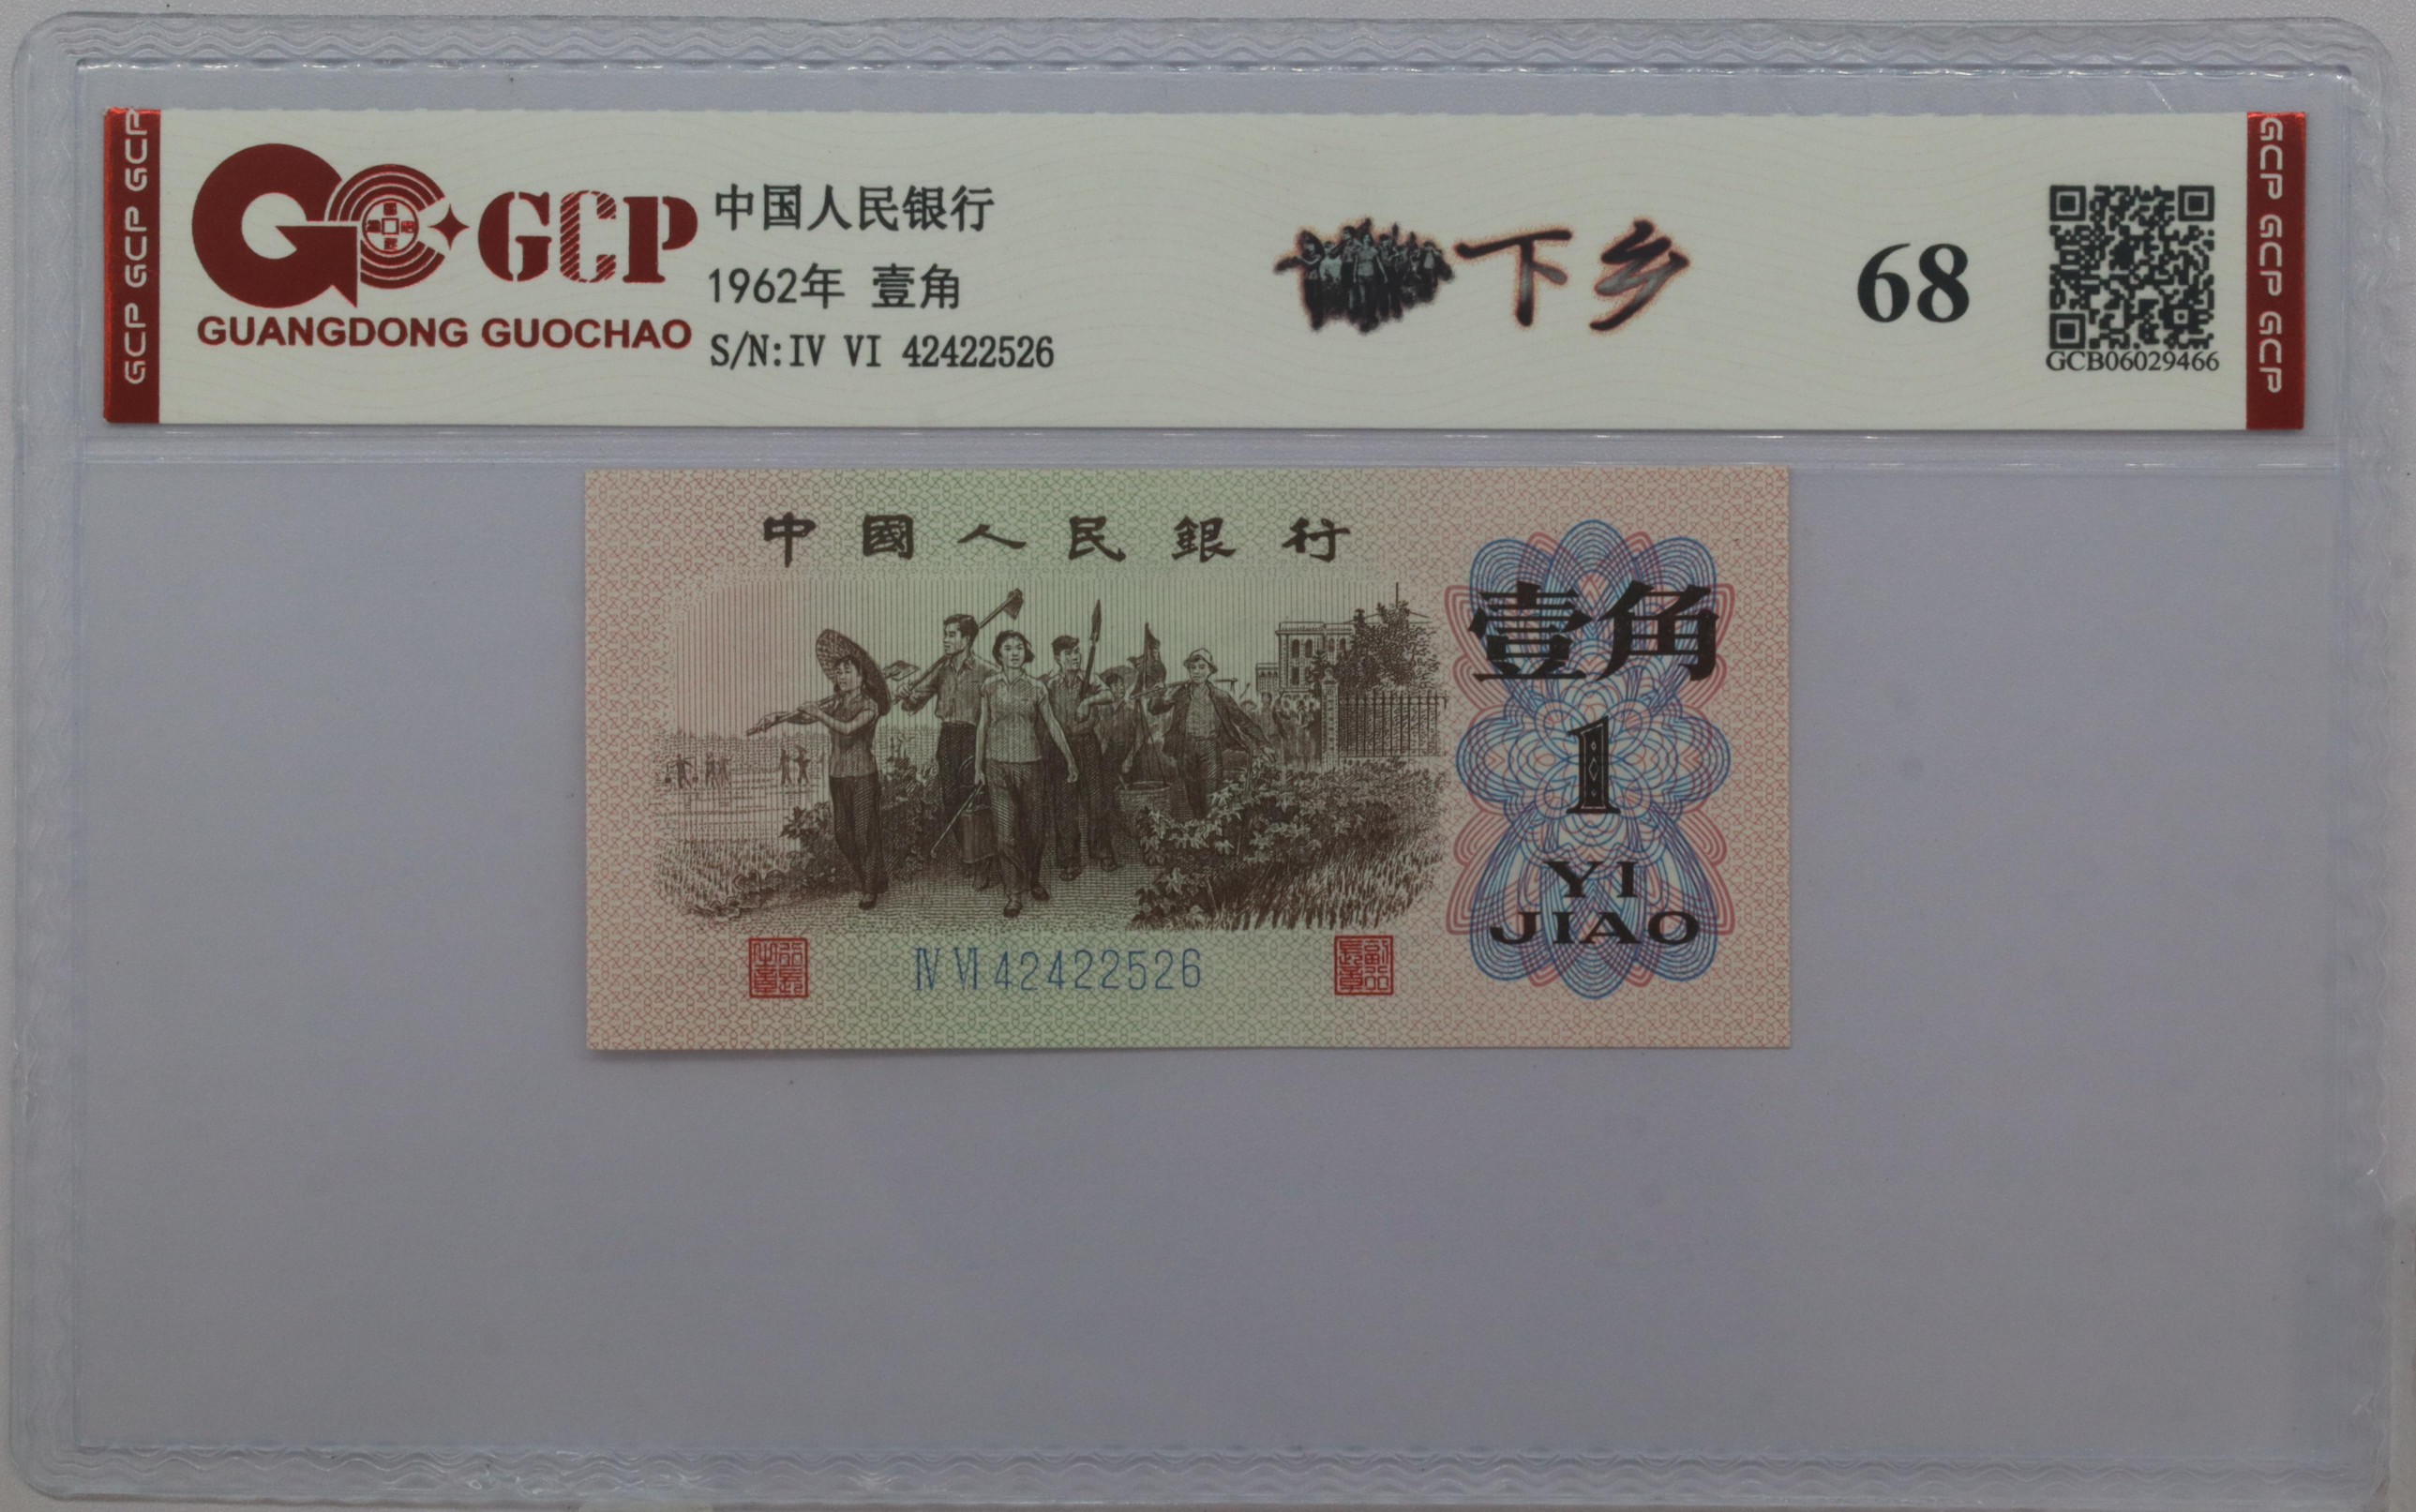 GCP GCP GCP
GCP
GUANGDONG GUOCHAO
中国人民银行
1962年 壹角
S/N:IV VI 42422526
下乡
68
GCB06029466
GCP GCP GCP
中國人民銀行
壹角
1
YI
JIAO
Ⅳ Ⅵ 42422526